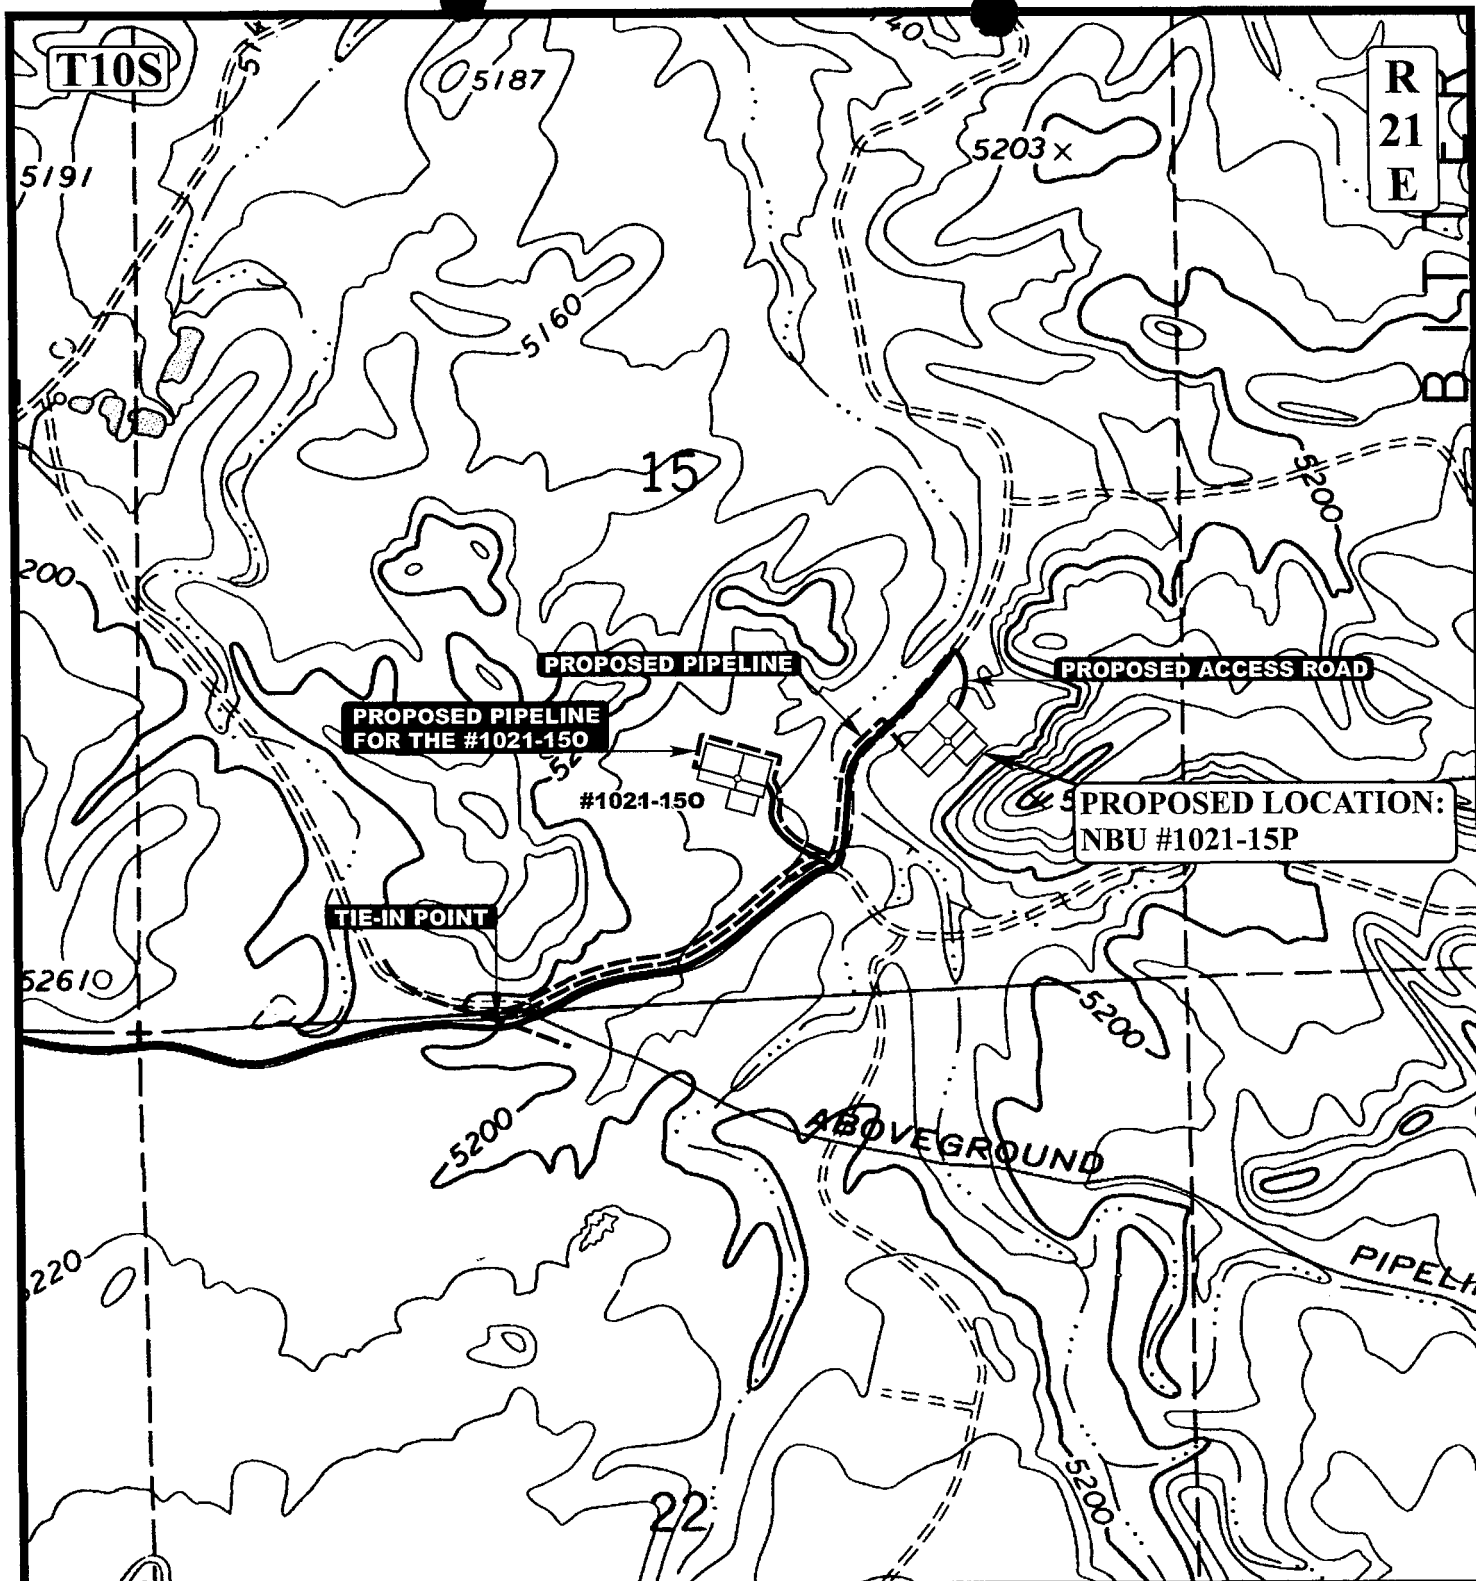 T10S
R
21
E
5187
5203
5191
5160
15
5200
200
PROPOSED PIPELINE
PROPOSED ACCESS ROAD
PROPOSED PIPELINE
FOR THE #1021-15O
#1021-15O
PROPOSED LOCATION:
NBU #1021-15P
TIE-IN POINT
5261
5200
5200
ABOVEGROUND
5220
22
5200